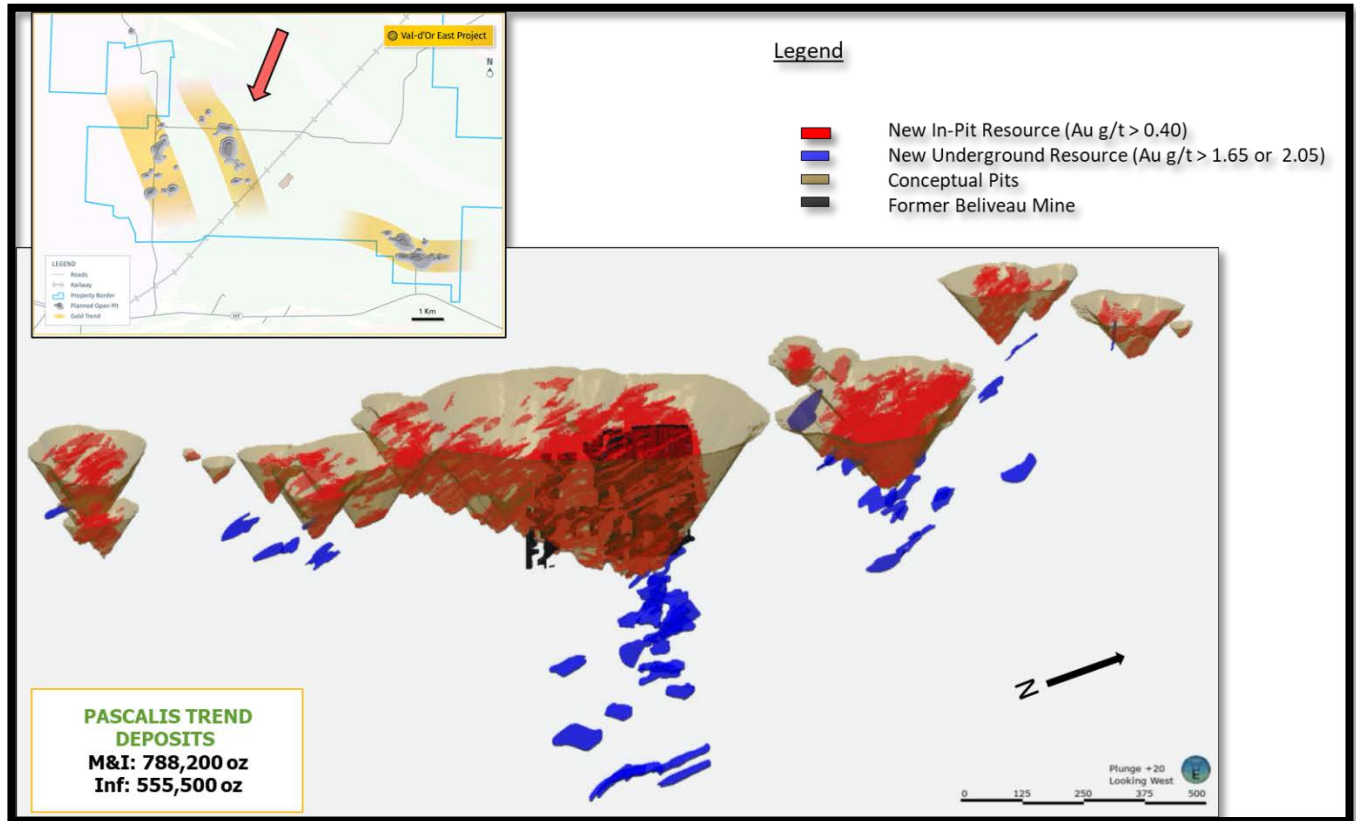 Val-d'Or East Project
N
LEGEND
Roads
Railway
Property Border
Planned Open Pit
Gold Trend
1 Km
Legend
New In-Pit Resource (Au g/t > 0.40)
New Underground Resource (Au g/t > 1.65 or 2.05)
Conceptual Pits
Former Beliveau Mine
N
PASCALIS TREND
DEPOSITS
M&I: 788,200 oz
Inf: 555,500 oz
Plunge +20
Looking West
E
0 125 250 375 500